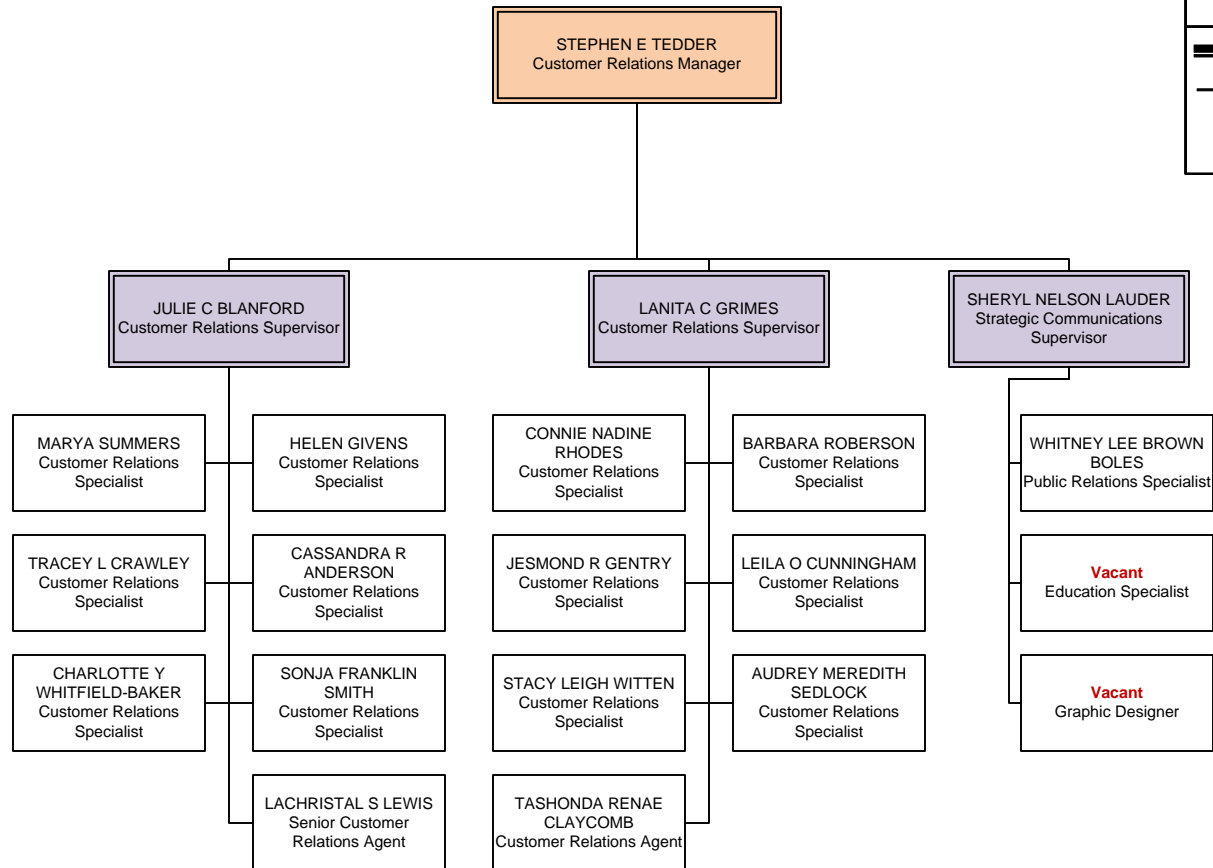 STEPHEN E TEDDER
Customer Relations Manager
JULIE C BLANFORD
Customer Relations Supervisor
LANITA C GRIMES
Customer Relations Supervisor
SHERYL NELSON LAUDER
Strategic Communications
Supervisor
MARYA SUMMERS
Customer Relations
Specialist
HELEN GIVENS
Customer Relations
Specialist
CONNIE NADINE
RHODES
Customer Relations
Specialist
BARBARA ROBERSON
Customer Relations
Specialist
WHITNEY LEE BROWN
BOLES
Public Relations Specialist
TRACEY L CRAWLEY
Customer Relations
Specialist
CASSANDRA R
ANDERSON
Customer Relations
Specialist
JESMOND R GENTRY
Customer Relations
Specialist
LEILA O CUNNINGHAM
Customer Relations
Specialist
Vacant
Education Specialist
CHARLOTTE Y
WHITFIELD-BAKER
Customer Relations
Specialist
SONJA FRANKLIN
SMITH
Customer Relations
Specialist
STACY LEIGH WITTEN
Customer Relations
Specialist
AUDREY MEREDITH
SEDLOCK
Customer Relations
Specialist
Vacant
Graphic Designer
LACHRISTAL S LEWIS
Senior Customer
Relations Agent
TASHONDA RENAE
CLAYCOMB
Customer Relations Agent